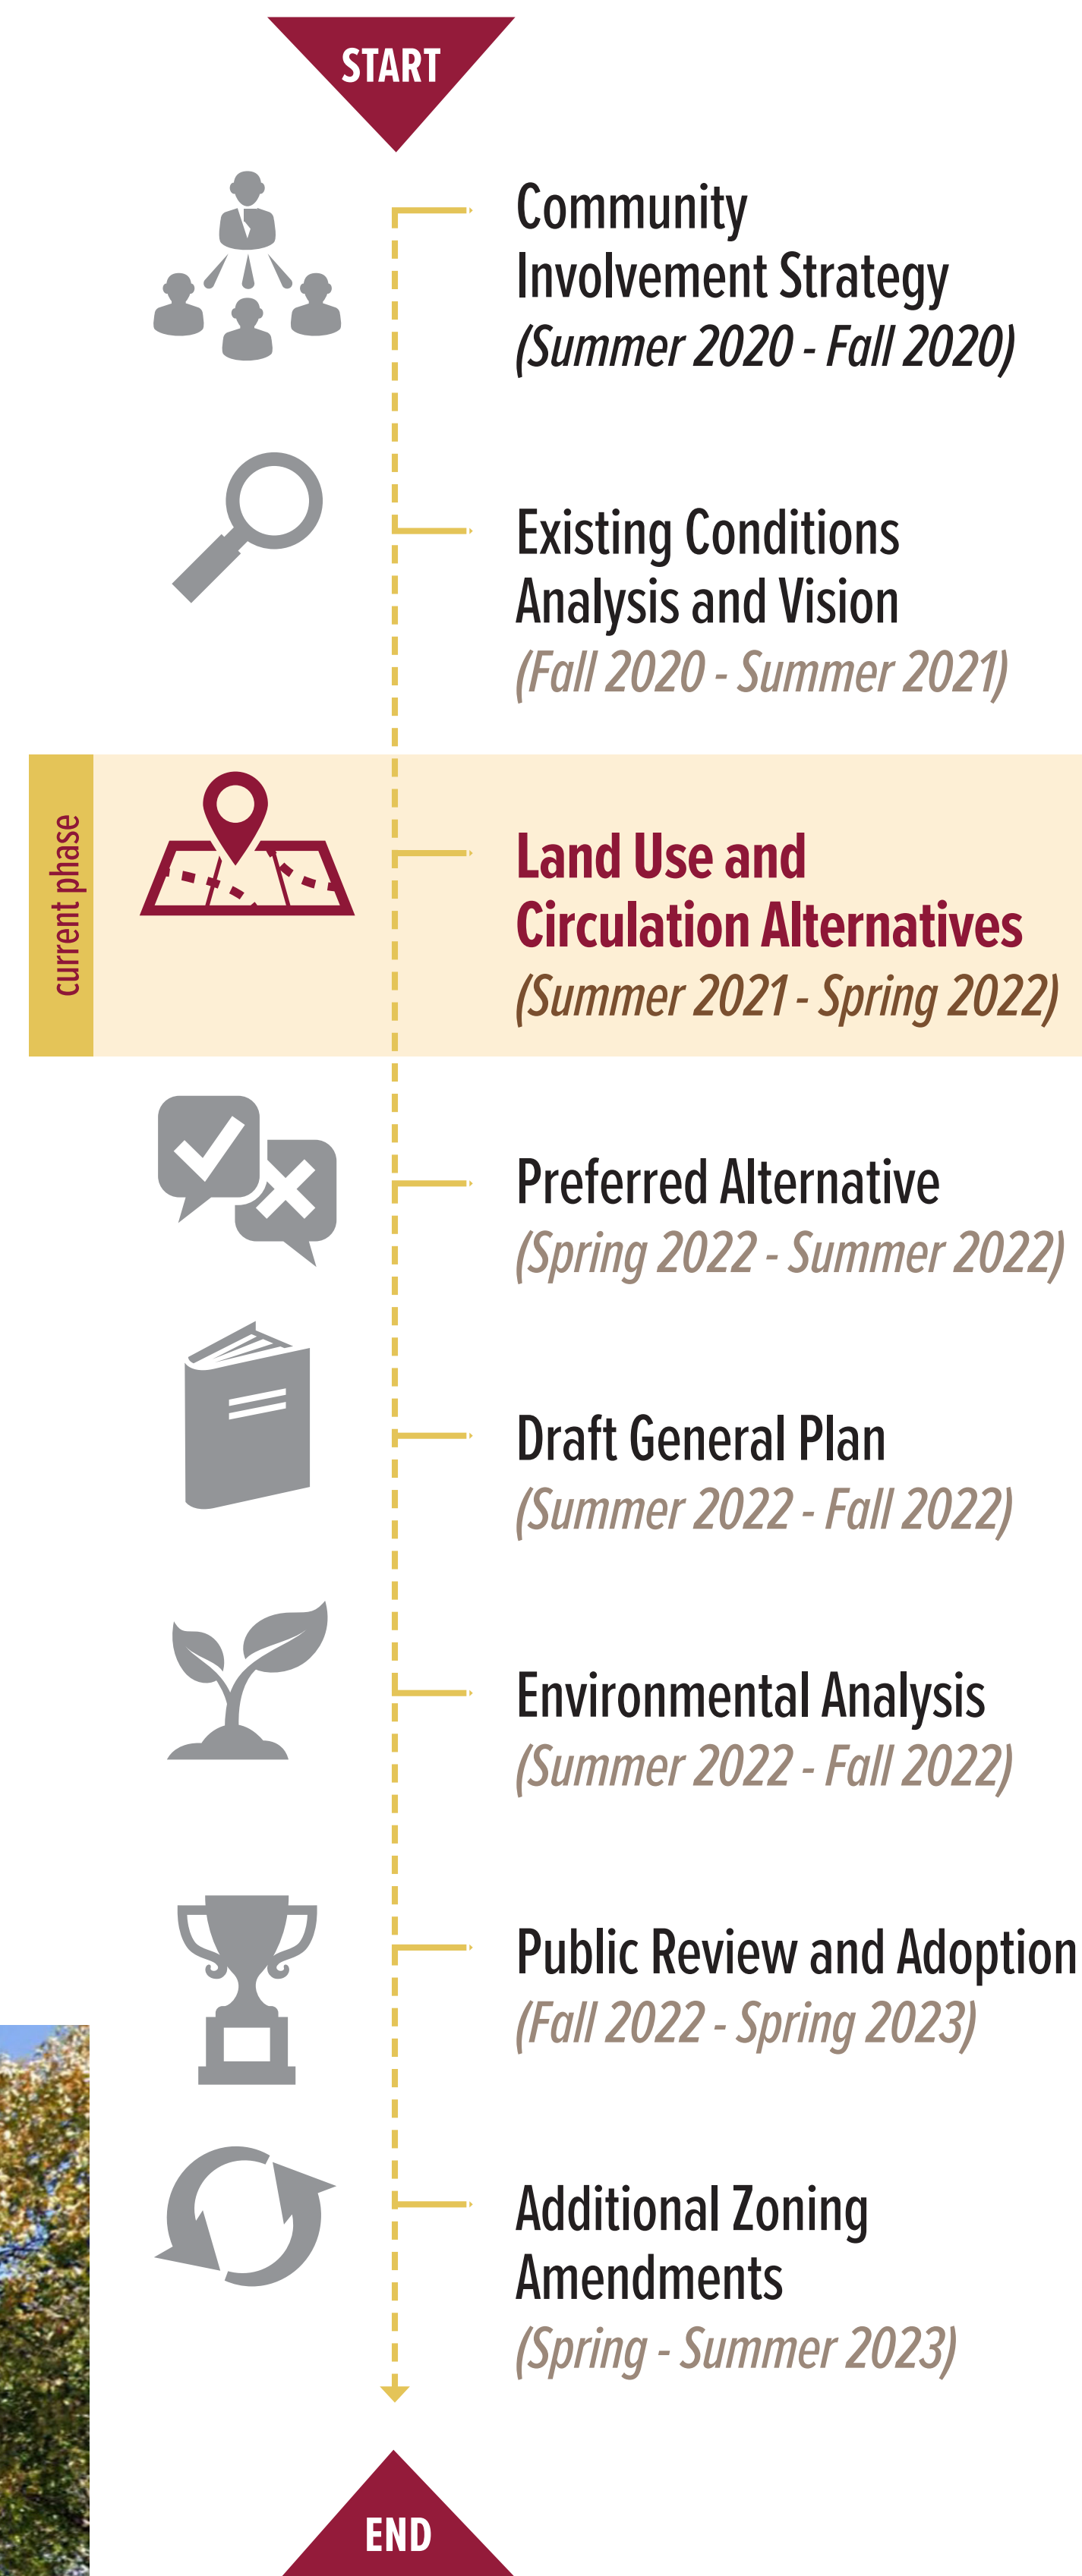 START
Community
Involvement Strategy
(Summer 2020 - Fall 2020)
Existing Conditions
Analysis and Vision
(Fall 2020 - Summer 2021)
current phase
Land Use and
Circulation Alternatives
(Summer 2021 - Spring 2022)
Preferred Alternative
(Spring 2022 - Summer 2022)
Draft General Plan
(Summer 2022 - Fall 2022)
Environmental Analysis
(Summer 2022 - Fall 2022)
Public Review and Adoption
(Fall 2022 - Spring 2023)
Additional Zoning
Amendments
(Spring - Summer 2023)
END